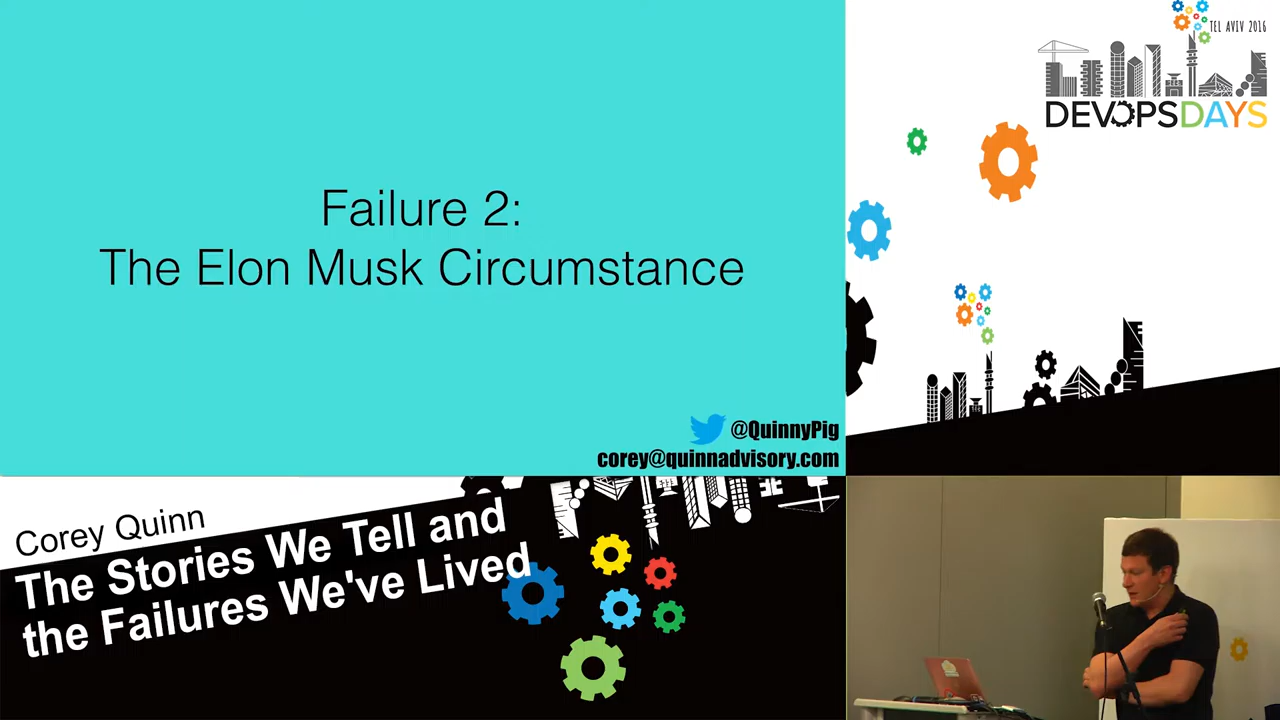 Failure 2:
The Elon Musk Circumstance
@QuinnyPig
corey@quinnadvisory.com
TEL AVIV 2016
DEVOPSDAYS
Corey Quinn
The Stories We Tell and
the Failures We've Lived